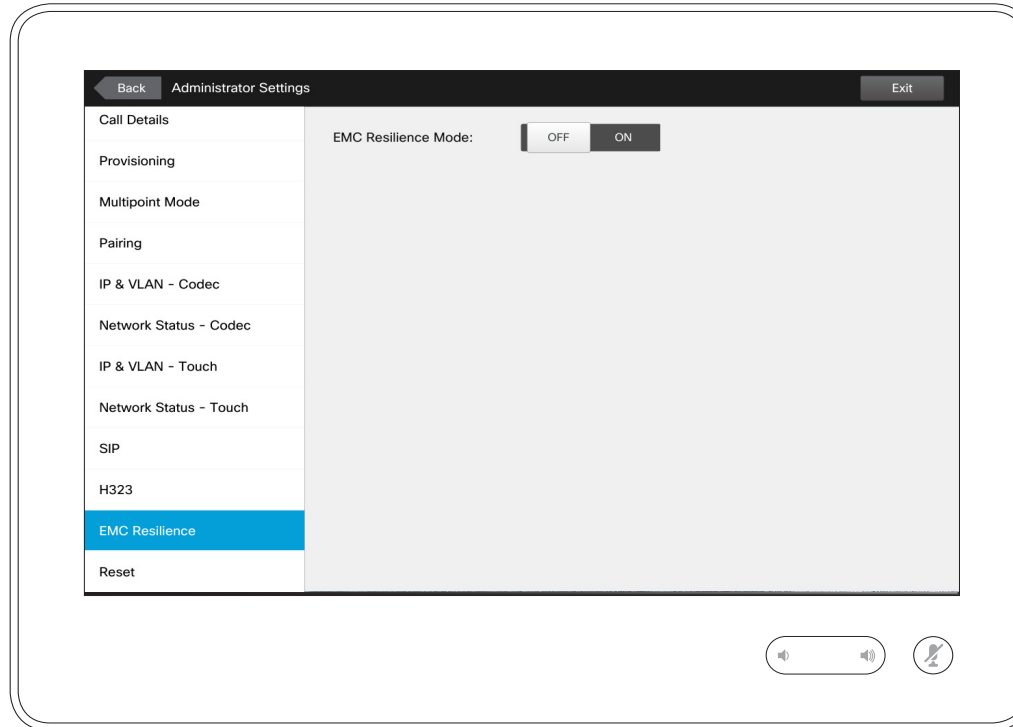 Back Administrator Settings Exit
Call Details
EMC Resilience Mode: OFF ON
Provisioning
Multipoint Mode
Pairing
IP & VLAN - Codec
Network Status - Codec
IP & VLAN - Touch
Network Status - Touch
SIP
H323
EMC Resilience
Reset